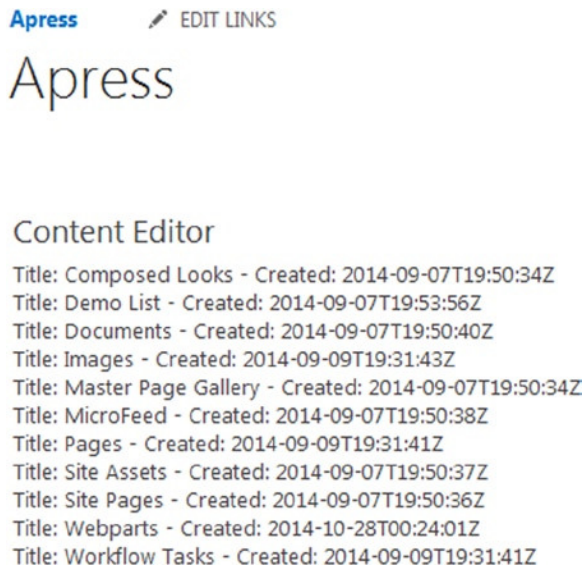 Apress EDIT LINKS
Apress
Content Editor
Title: Composed Looks - Created: 2014-09-07T19:50:34Z
Title: Demo List - Created: 2014-09-07T19:53:56Z
Title: Documents - Created: 2014-09-07T19:50:40Z
Title: Images - Created: 2014-09-09T19:31:43Z
Title: Master Page Gallery - Created: 2014-09-07T19:50:34Z
Title: MicroFeed - Created: 2014-09-07T19:50:38Z
Title: Pages - Created: 2014-09-09T19:31:41Z
Title: Site Assets - Created: 2014-09-07T19:50:37Z
Title: Site Pages - Created: 2014-09-07T19:50:36Z
Title: Webparts - Created: 2014-10-28T00:24:01Z
Title: Workflow Tasks - Created: 2014-09-09T19:31:41Z